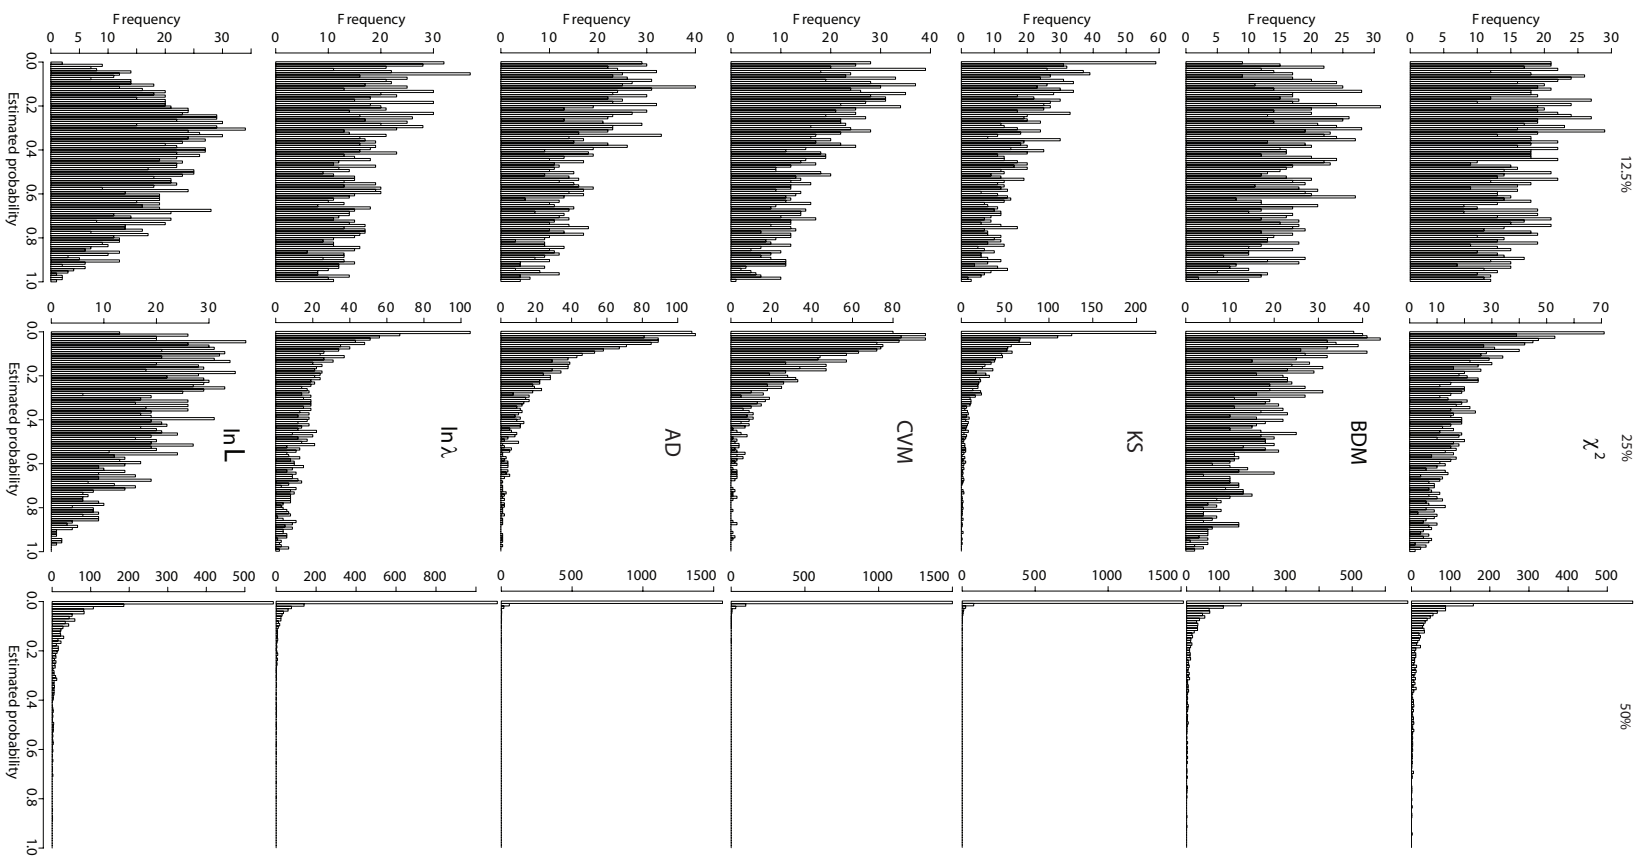 Frequency Frequency Frequency Frequency Frequency Frequency Frequency
0 5 10 15 20 25 30
0 10 20 30
0 10 20 30 40
0 10 20 30 40
0 10 20 30 40 50 60
0 5 10 15 20 25 30
0 5 10 15 20 25 30
12.5%
0.0 0.2 0.4 0.6 0.8 1.0
Estimated probability
0 10 20 30
0 20 40 60 80 100
0 20 40 60 80 100
0 20 40 60 80
0 50 100 150 200
0 10 20 30 40
0 10 30 50 70
25%
0.0 0.2 0.4 0.6 0.8 1.0
Estimated probability
lnL
lnλ
AD
CVM
KS
BDM
χ²
0 100 200 300 400 500
0 200 400 600 800
0 500 1000 1500
0 500 1000 1500
0 500 1000 1500
0 100 300 500
0 100 200 300 400 500
50%
0.0 0.2 0.4 0.6 0.8 1.0
Estimated probability